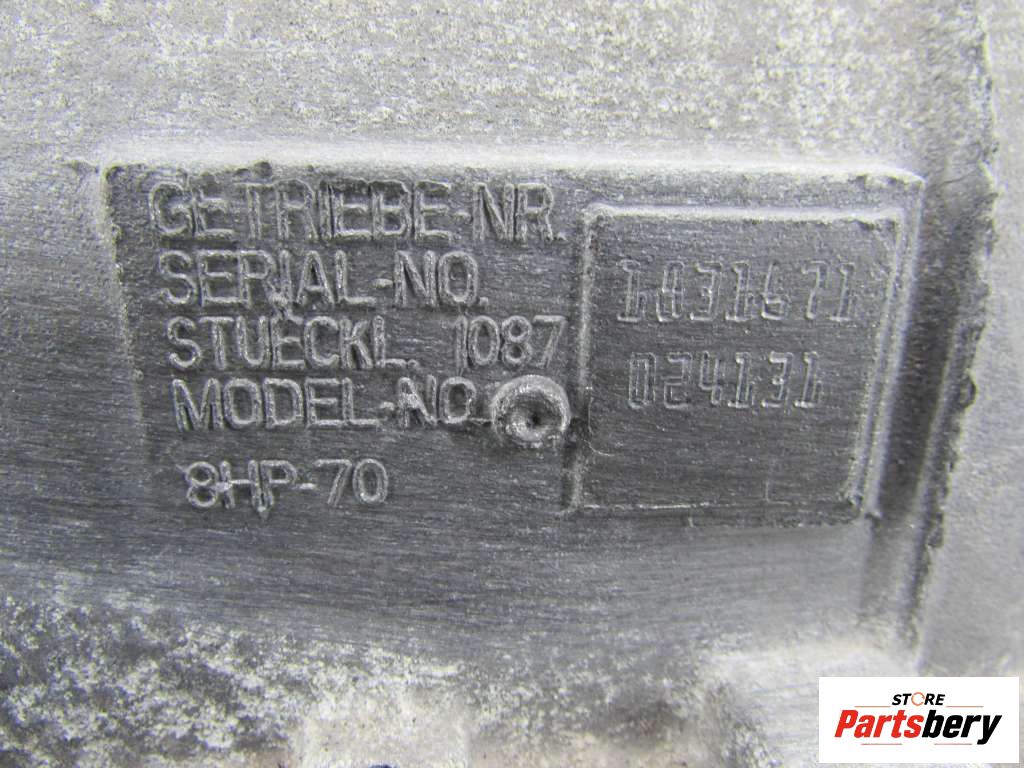 GETRIEBE-NR.
SERIAL-NO. 1031671
STUECKL. 1087
MODEL-NO. 024131
8HP-70
STORE
Partsbery